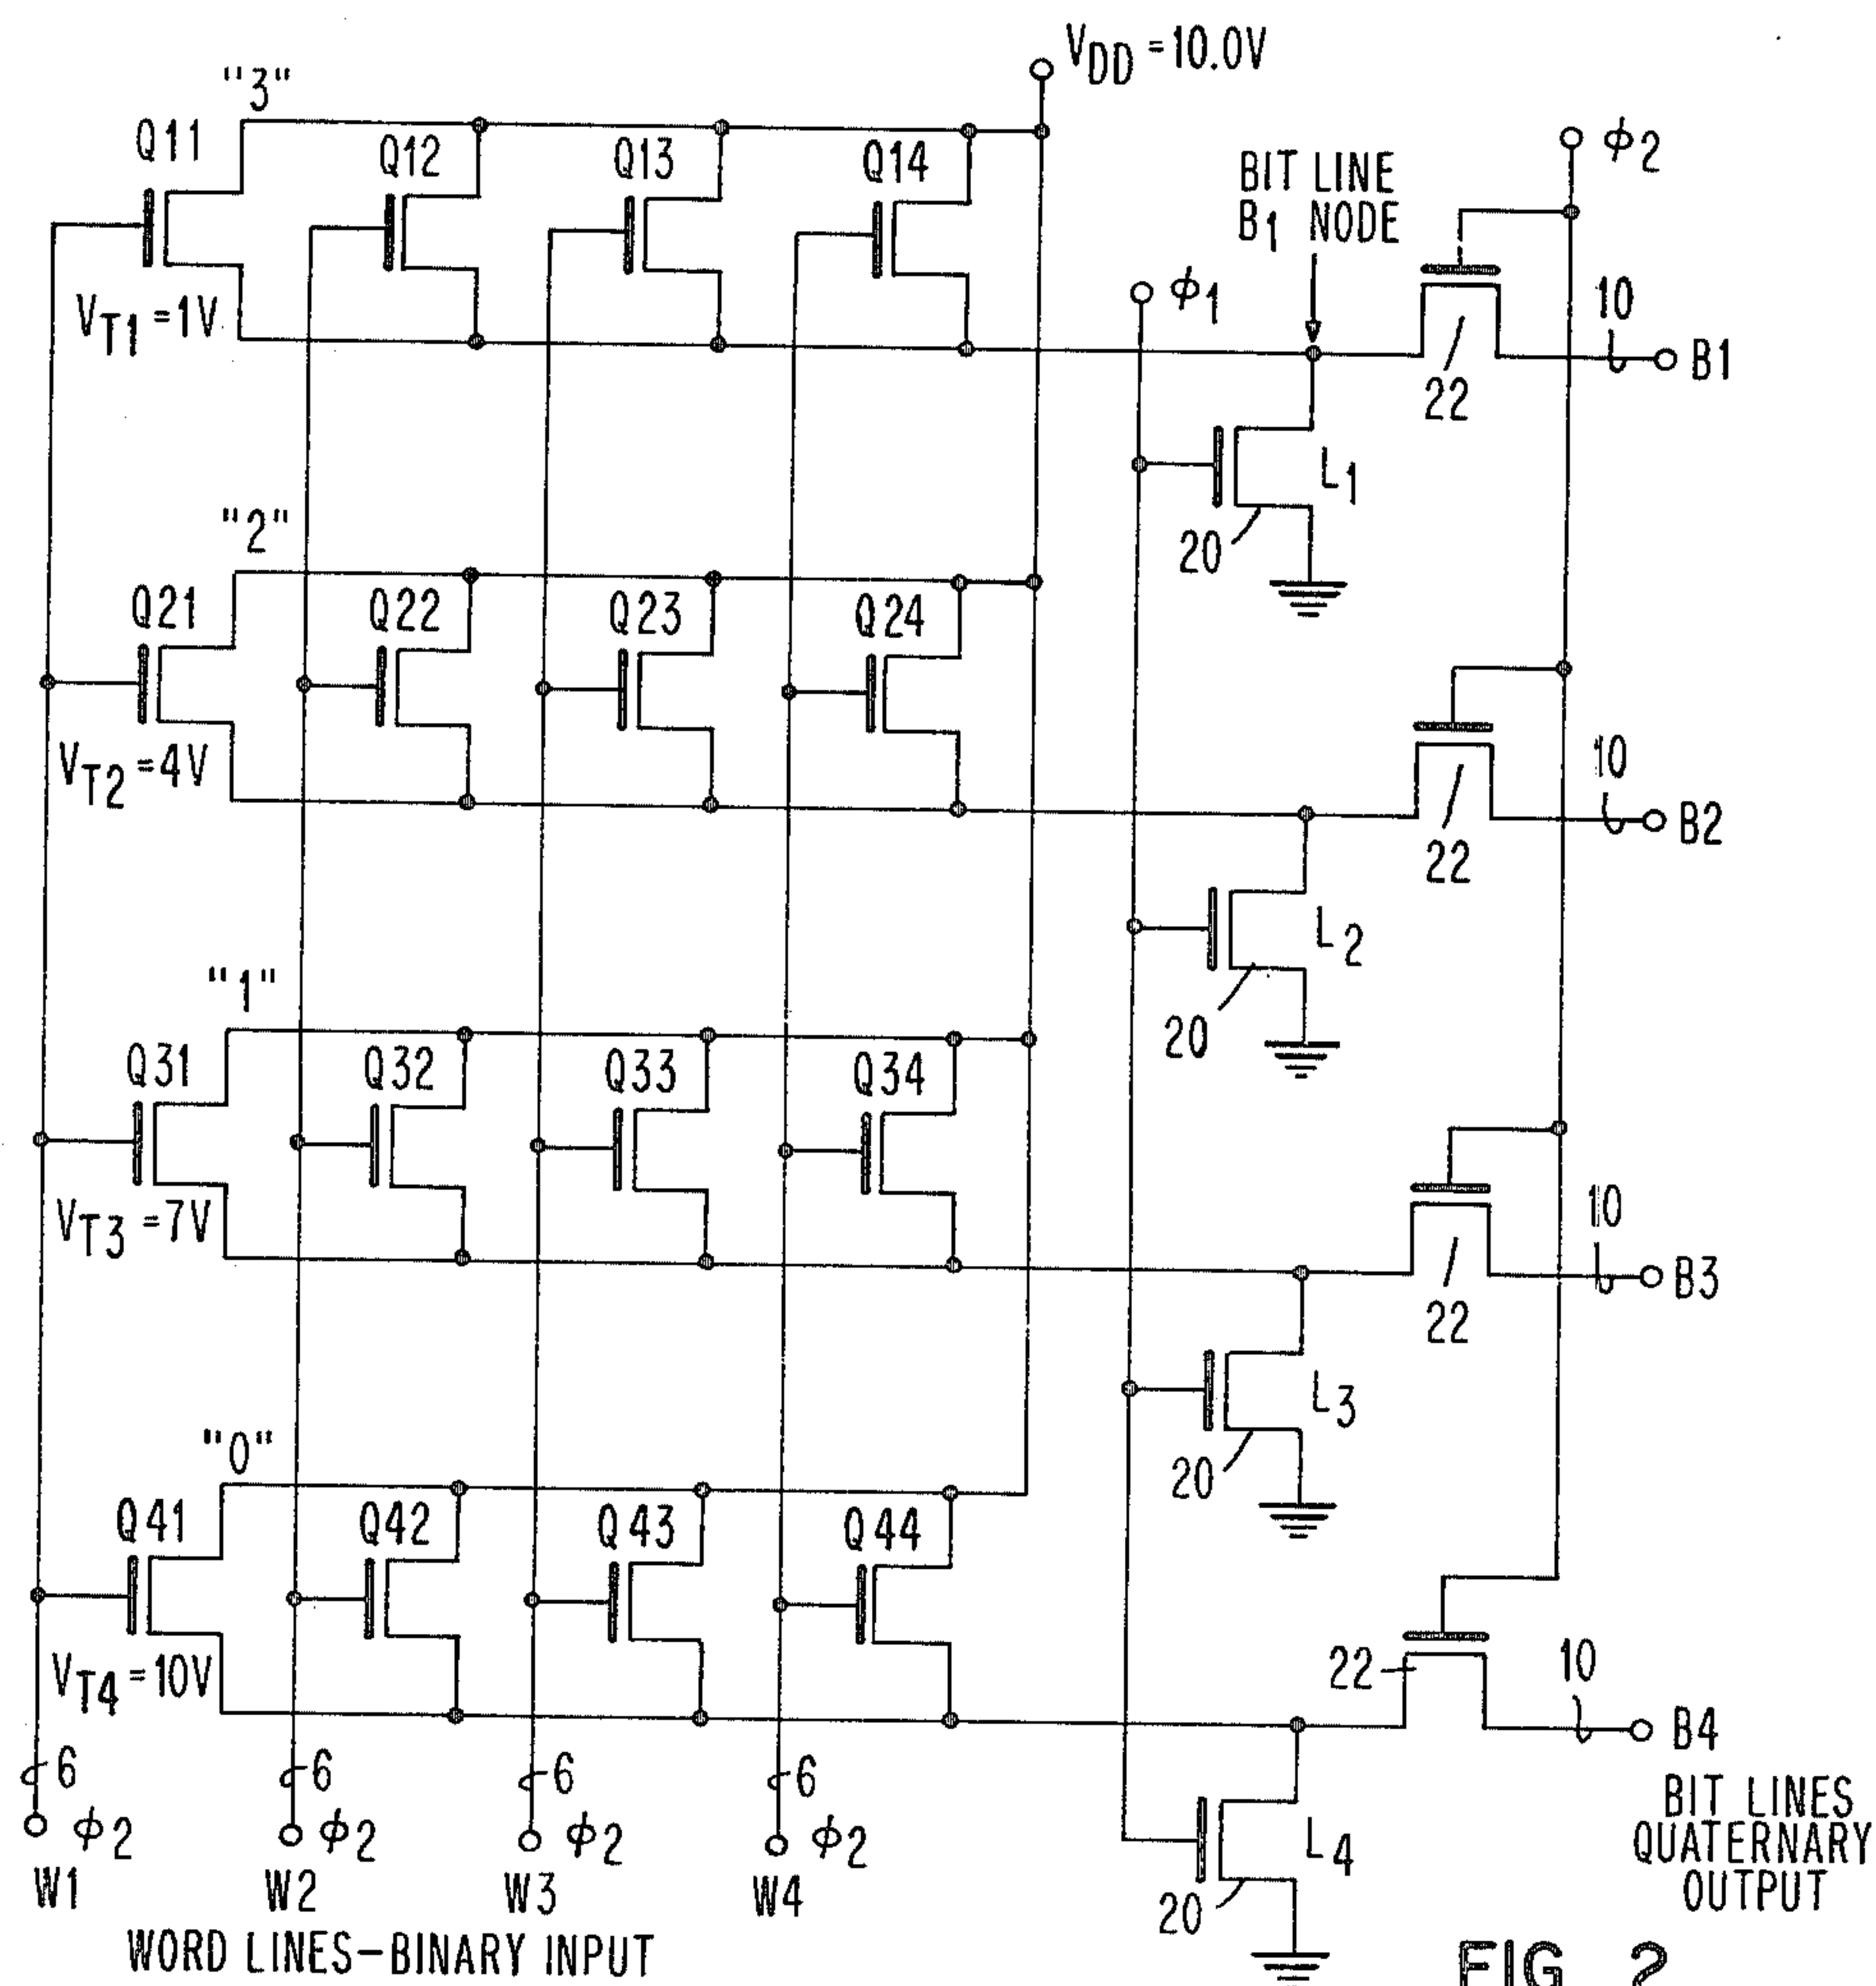 V_DD = 10.0V
"3"
Q11
Q12
Q13
Q14
V_T1 = 1V
BIT LINE
B1 NODE
ϕ1
ϕ2
10
B1
22
L1
20
"2"
Q21
Q22
Q23
Q24
V_T2 = 4V
10
B2
22
L2
20
"1"
Q31
Q32
Q33
Q34
V_T3 = 7V
10
B3
22
L3
20
"0"
Q41
Q42
Q43
Q44
V_T4 = 10V
22
10
B4
6
6
6
6
ϕ2
ϕ2
ϕ2
ϕ2
W1
W2
W3
W4
L4
20
BIT LINES
QUATERNARY
OUTPUT
WORD LINES-BINARY INPUT
FIG. 2